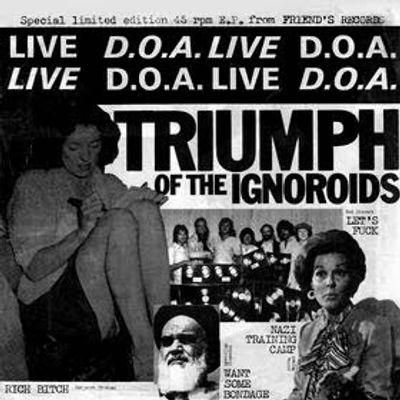 Special limited edition 45 rpm E.P. from FRIEND'S RECORDS
LIVE D.O.A. LIVE D.O.A.
LIVE D.O.A. LIVE D.O.A.
TRIUMPH
OF THE IGNOROIDS
LET'S
FUCK
NAZI
TRAINING
CAMP
WANT
SOME
BONDAGE
RICH BITCH